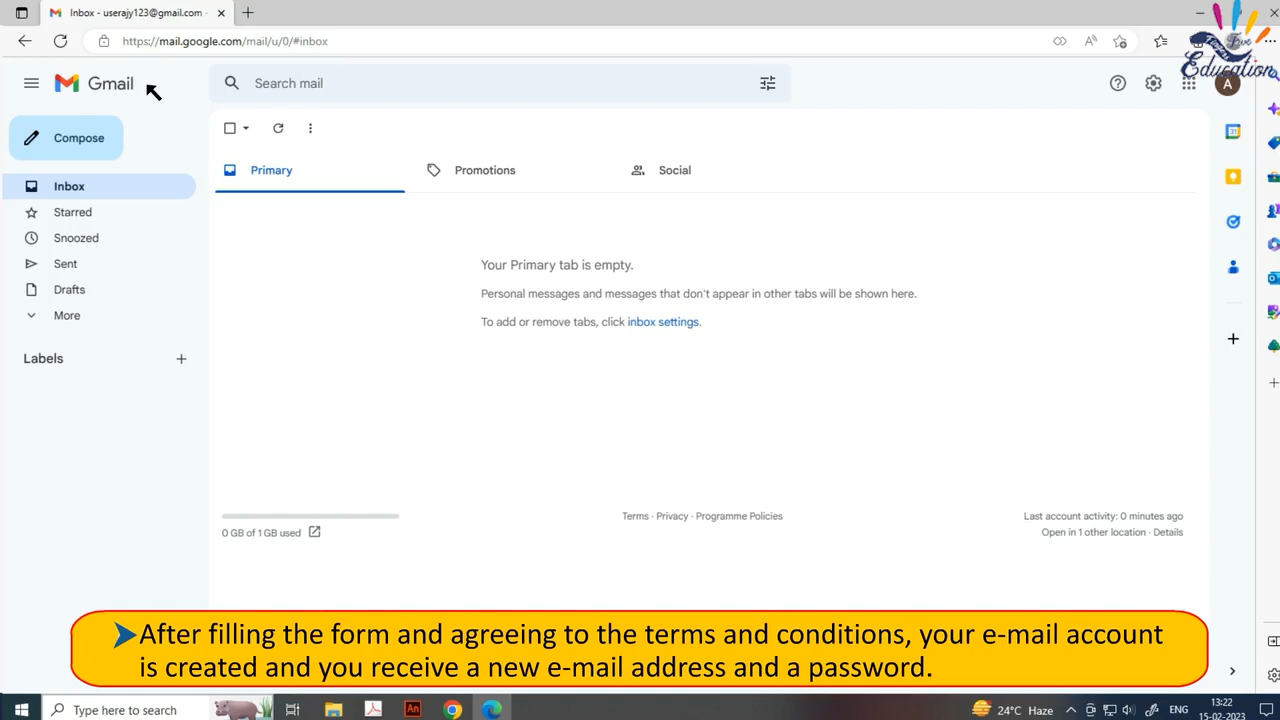 Inbox - userajy123@gmail.com -
https://mail.google.com/mail/u/0/#inbox
Five
Education
Gmail
Search mail
A
Compose
Primary
Promotions
Social
Inbox
Starred
Snoozed
Sent
Drafts
More
Labels
Your Primary tab is empty.
Personal messages and messages that don't appear in other tabs will be shown here.
To add or remove tabs, click inbox settings.
0 GB of 1 GB used
Terms · Privacy · Programme Policies
Last account activity: 0 minutes ago
Open in 1 other location · Details
After filling the form and agreeing to the terms and conditions, your e-mail account
is created and you receive a new e-mail address and a password.
Type here to search
An
24°C Haze
ENG
13:22
15-02-2023